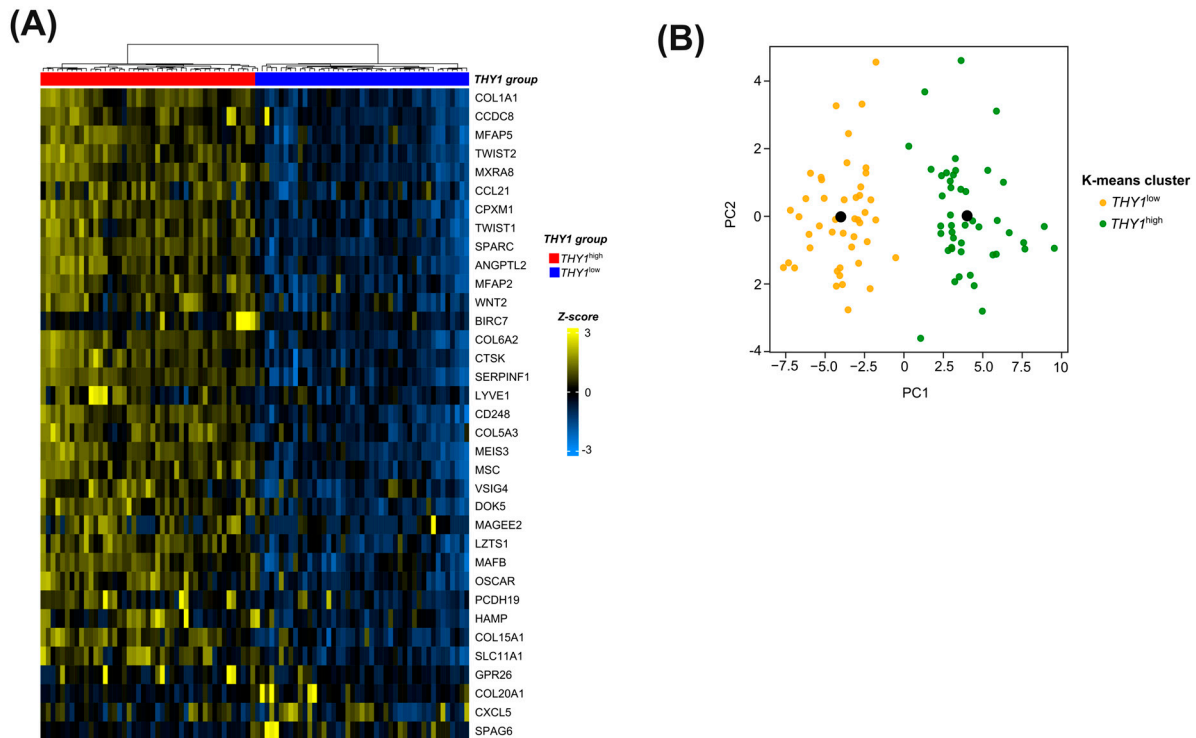 (A)
THY1 group
COL1A1
CCDC8
MFAP5
TWIST2
MXRA8
CCL21
CPXM1
TWIST1
SPARC
ANGPTL2
MFAP2
WNT2
BIRC7
COL6A2
CTSK
SERPINF1
LYVE1
CD248
COL5A3
MEIS3
MSC
VSIG4
DOK5
MAGEE2
LZTS1
MAFB
OSCAR
PCDH19
HAMP
COL15A1
SLC11A1
GPR26
COL20A1
CXCL5
SPAG6
THY1 group
THY1high
THY1low
Z-score
3
0
-3
(B)
PC2
4
2
0
2
-4
−7.5 −5.0 −2.5 0 2.5 5.0 7.5 10
PC1
K-means cluster
THY1low
THY1high